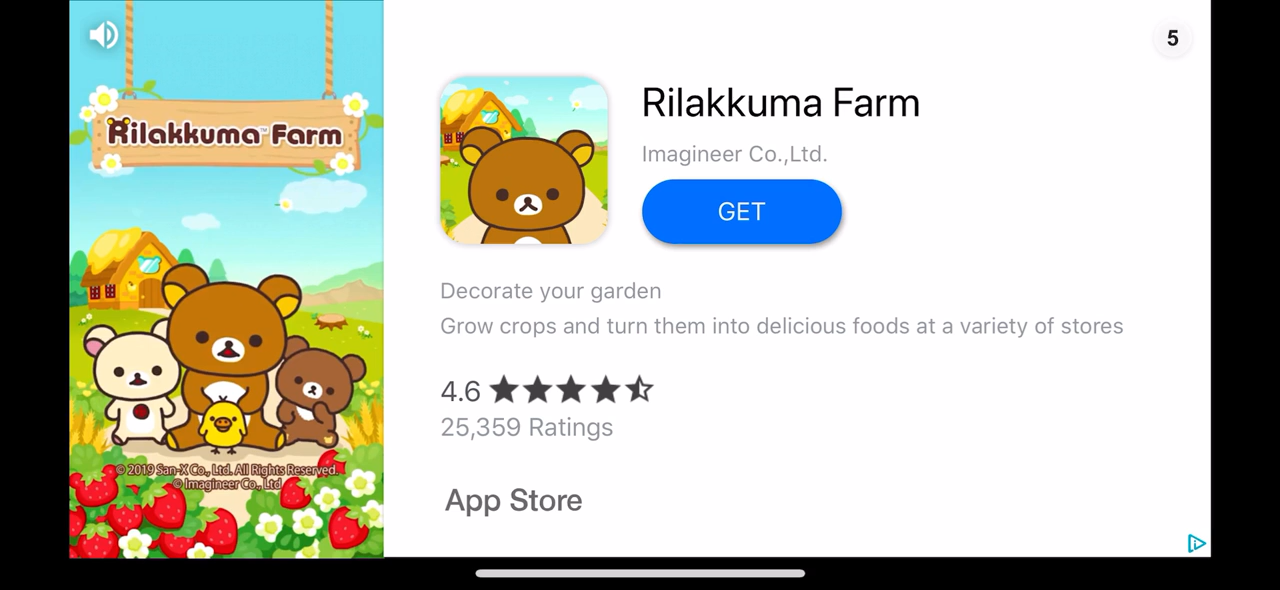 Rilakkuma™ Farm
© 2019 San-X Co., Ltd. All Rights Reserved.
© Imagineer Co., Ltd
5
Rilakkuma Farm
Imagineer Co.,Ltd.
GET
Decorate your garden
Grow crops and turn them into delicious foods at a variety of stores
4.6
25,359 Ratings
App Store